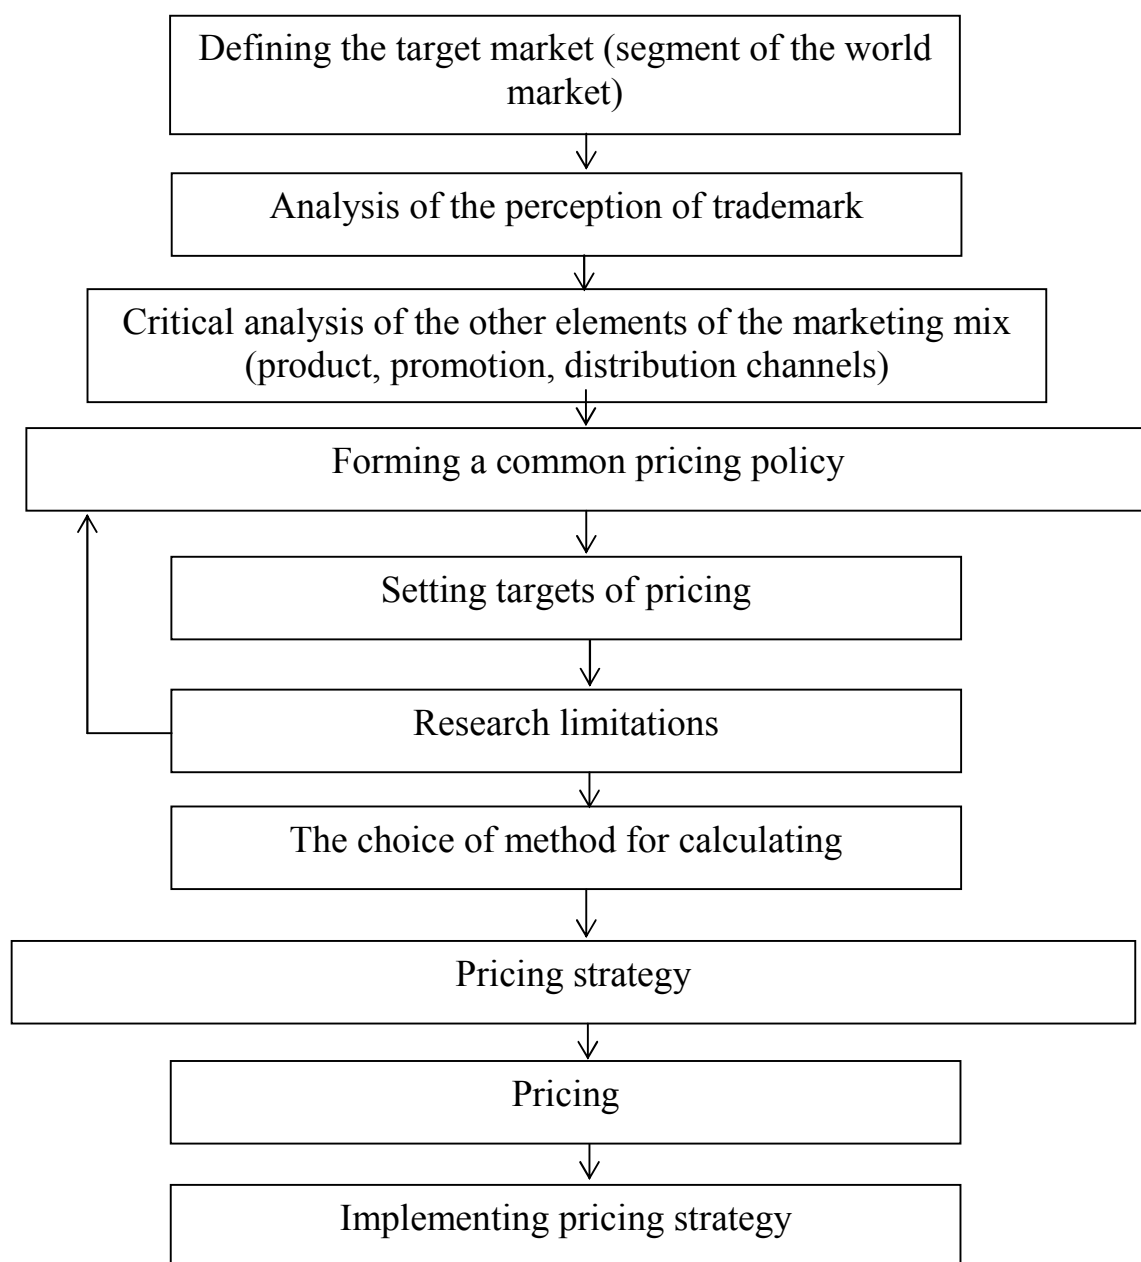 Defining the target market (segment of the world
market)
Analysis of the perception of trademark
Critical analysis of the other elements of the marketing mix
(product, promotion, distribution channels)
Forming a common pricing policy
Setting targets of pricing
Research limitations
The choice of method for calculating
Pricing strategy
Pricing
Implementing pricing strategy